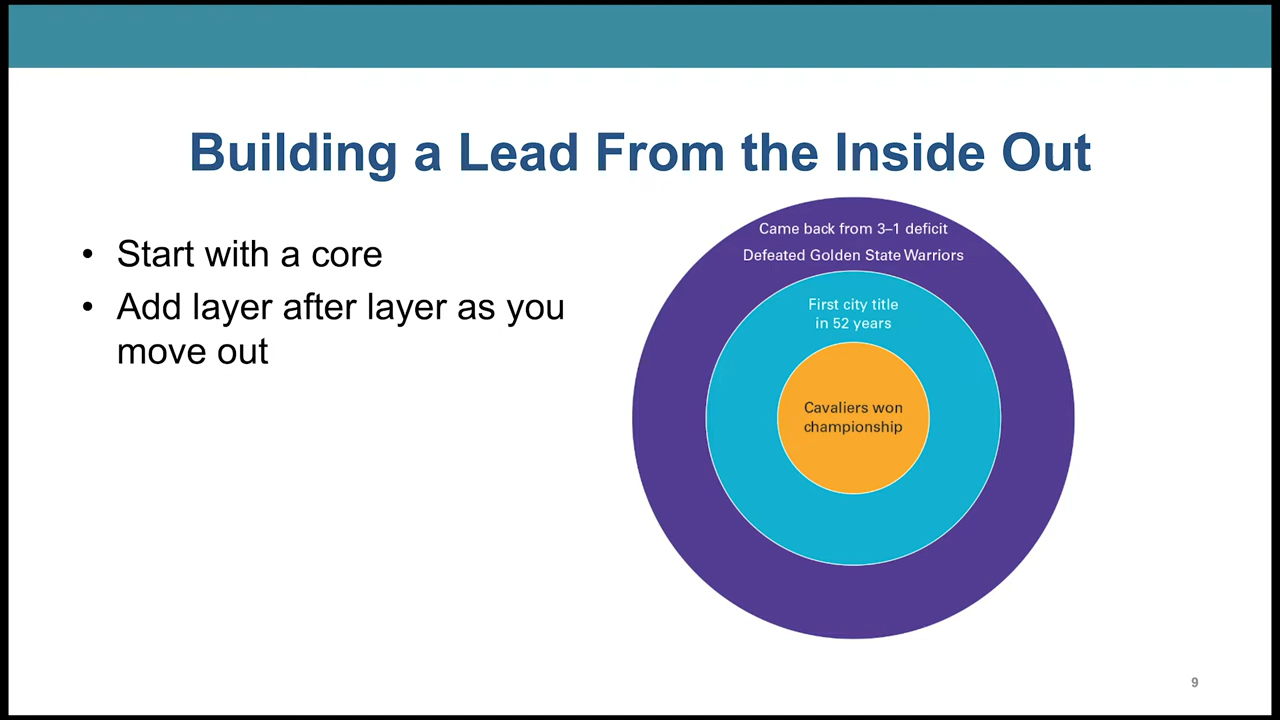 Building a Lead From the Inside Out
• Start with a core
• Add layer after layer as you
move out
Came back from 3–1 deficit
Defeated Golden State Warriors
First city title
in 52 years
Cavaliers won
championship
9